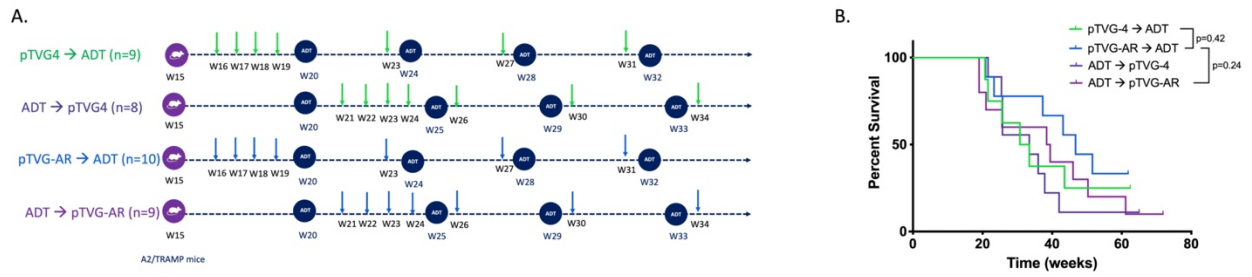 A.
pTVG4 → ADT (n=9)
W15
W16 W17 W18 W19
ADT
W20
W23
ADT
W24
W27
ADT
W28
W31
ADT
W32
ADT → pTVG4 (n=8)
W15
ADT
W20
W21 W22 W23 W24
ADT
W25
W26
ADT
W29
W30
ADT
W33
W34
pTVG-AR → ADT (n=10)
W15
W16 W17 W18 W19
ADT
W20
W23
ADT
W24
W27
ADT
W28
W31
ADT
W32
ADT → pTVG-AR (n=9)
W15
ADT
W20
W21 W22 W23 W24
ADT
W25
W26
ADT
W29
W30
ADT
W33
W34
A2/TRAMP mice
B.
pTVG-4 → ADT
pTVG-AR → ADT
ADT → pTVG-4
ADT → pTVG-AR
p=0.42
p=0.24
Percent Survival
100
50
0
0 20 40 60 80
Time (weeks)